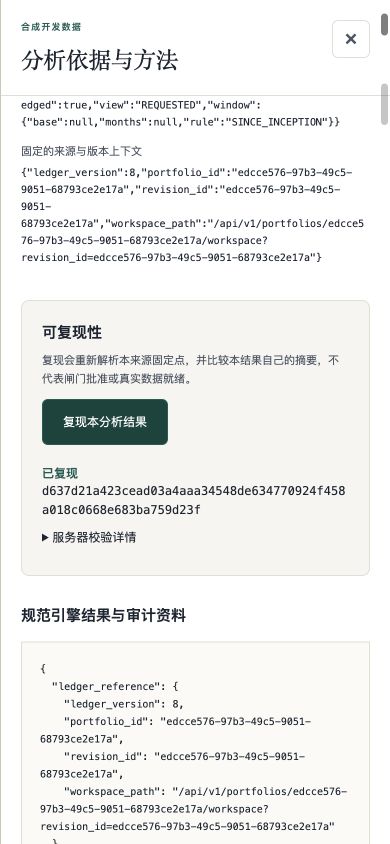 合成开发数据
分析依据与方法
edged":true,"view":"REQUESTED","window":
{"base":null,"months":null,"rule":"SINCE_INCEPTION"}}
固定的来源与版本上下文
{"ledger_version":8,"portfolio_id":"edcce576-97b3-49c5-
9051-68793ce2e17a","revision_id":"edcce576-97b3-49c5-
9051-
68793ce2e17a","workspace_path":"/api/v1/portfolios/edcce5
76-97b3-49c5-9051-68793ce2e17a/workspace?
revision_id=edcce576-97b3-49c5-9051-68793ce2e17a"}
可复现性
复现会重新解析本来源固定点，并比较本结果自己的摘要，不
代表闸门批准或真实数据就绪。
复现本分析结果
已复现
d637d21a423cead03a4aaa34548de634770924f458
a018c0668e683ba759d23f
服务器校验详情
规范引擎结果与审计资料
{
"ledger_reference": {
"ledger_version": 8,
"portfolio_id": "edcce576-97b3-49c5-9051-
68793ce2e17a",
"revision_id": "edcce576-97b3-49c5-9051-
68793ce2e17a",
"workspace_path": "/api/v1/portfolios/edcce576-
97b3-49c5-9051-68793ce2e17a/workspace?
revision_id=edcce576-97b3-49c5-9051-68793ce2e17a"
}